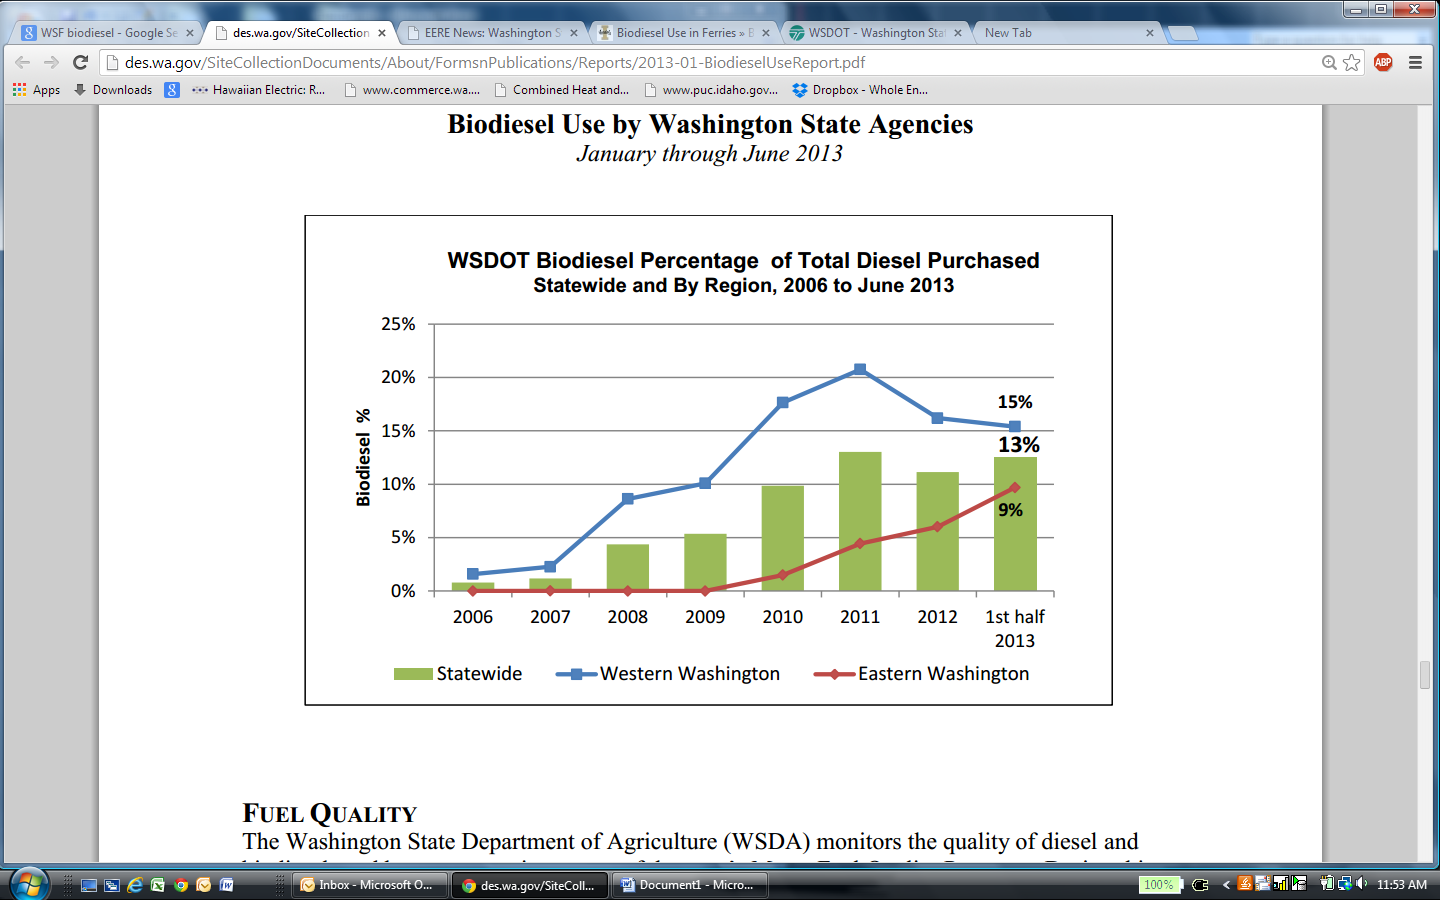 WSF biodiesel - Google Se
des.wa.gov/SiteCollection
EERE News: Washington S
Biodiesel Use in Ferries » B
WSDOT - Washington Stat
New Tab
des.wa.gov/SiteCollectionDocuments/About/FormsnPublications/Reports/2013-01-BiodieselUseReport.pdf
ABP
Apps
Downloads
Hawaiian Electric: R...
www.commerce.wa....
Combined Heat and...
www.puc.idaho.gov...
Dropbox - Whole En...
Biodiesel Use by Washington State Agencies
January through June 2013
WSDOT Biodiesel Percentage of Total Diesel Purchased
Statewide and By Region, 2006 to June 2013
25%
20%
15%
10%
5%
0%
Biodiesel %
15%
13%
9%
2006 2007 2008 2009 2010 2011 2012 1st half
2013
Statewide Western Washington Eastern Washington
FUEL QUALITY
The Washington State Department of Agriculture (WSDA) monitors the quality of diesel and
Inbox - Microsoft O...
des.wa.gov/SiteColl...
Document1 - Micro...
100%
11:53 AM